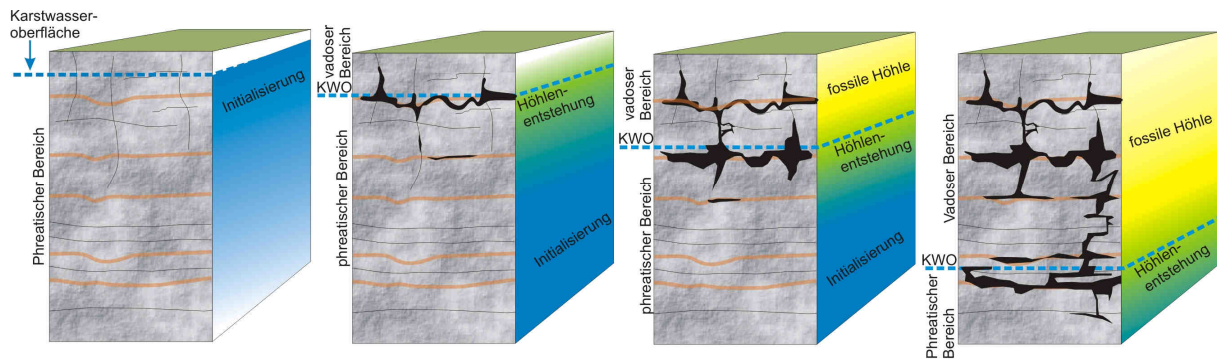 Karstwasser-
oberfläche
Phreatischer Bereich
Initialisierung
vadoser
Bereich
KWO
phreatischer Bereich
Höhlen-
entstehung
Initialisierung
vadoser
Bereich
KWO
phreatischer Bereich
fossile Höhle
Höhlen-
entstehung
Initialisierung
Vadoser Bereich
KWO
Phreatischer
Bereich
fossile Höhle
Höhlen-
entstehung